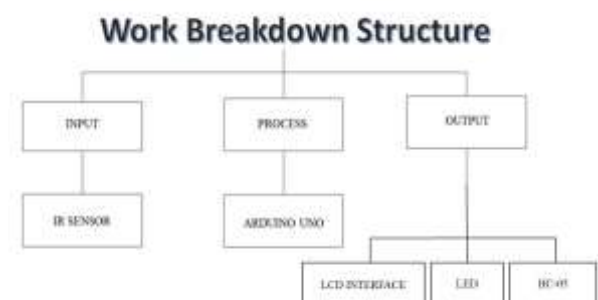 Work Breakdown Structure
INPUT
PROCESS
OUTPUT
IR SENSOR
ARDUINO UNO
LCD INTERFACE
LED
HC-05